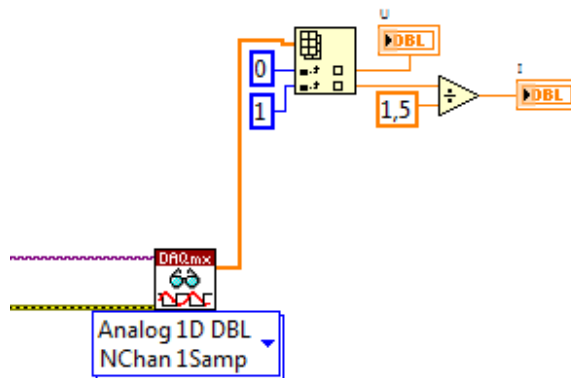 U
DBL
0
I
1
1,5
DBL
DAQmx
Analog 1D DBL
NChan 1Samp